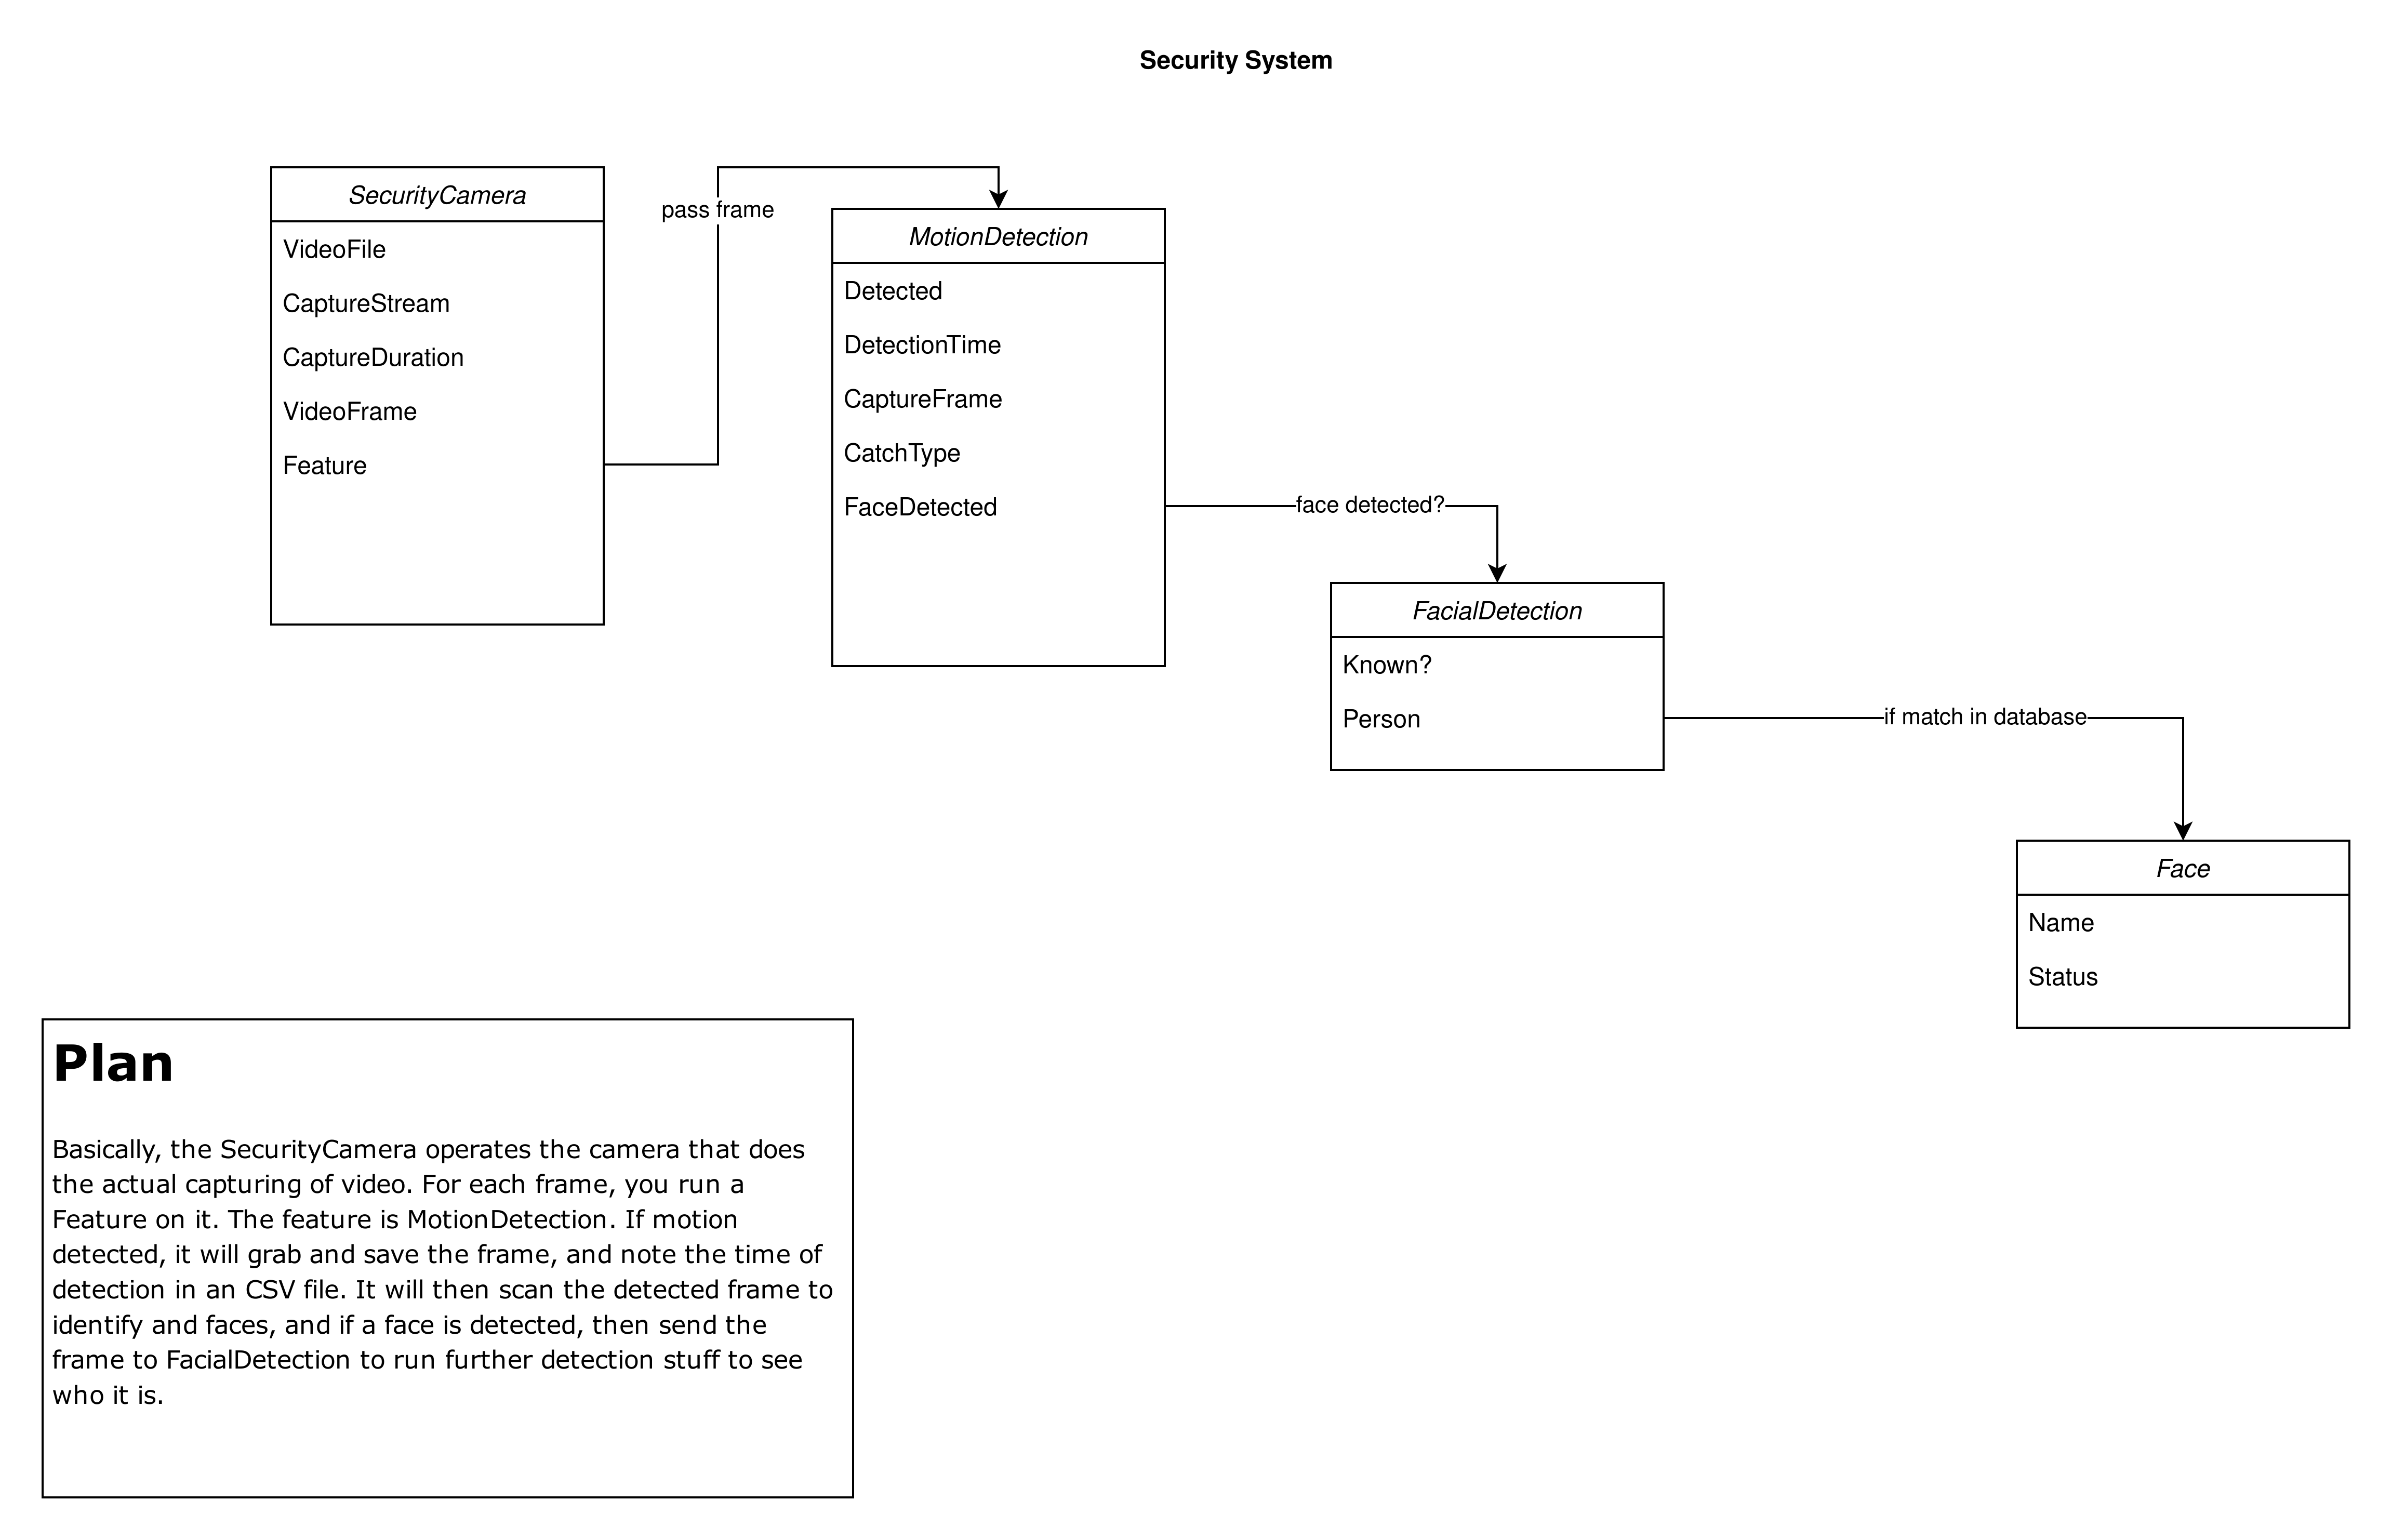 Security System
SecurityCamera
VideoFile
CaptureStream
CaptureDuration
VideoFrame
Feature
pass frame
MotionDetection
Detected
DetectionTime
CaptureFrame
CatchType
FaceDetected
face detected?
FacialDetection
Known?
Person
if match in database
Face
Name
Status
Plan
Basically, the SecurityCamera operates the camera that does
the actual capturing of video. For each frame, you run a
Feature on it. The feature is MotionDetection. If motion
detected, it will grab and save the frame, and note the time of
detection in an CSV file. It will then scan the detected frame to
identify and faces, and if a face is detected, then send the
frame to FacialDetection to run further detection stuff to see
who it is.